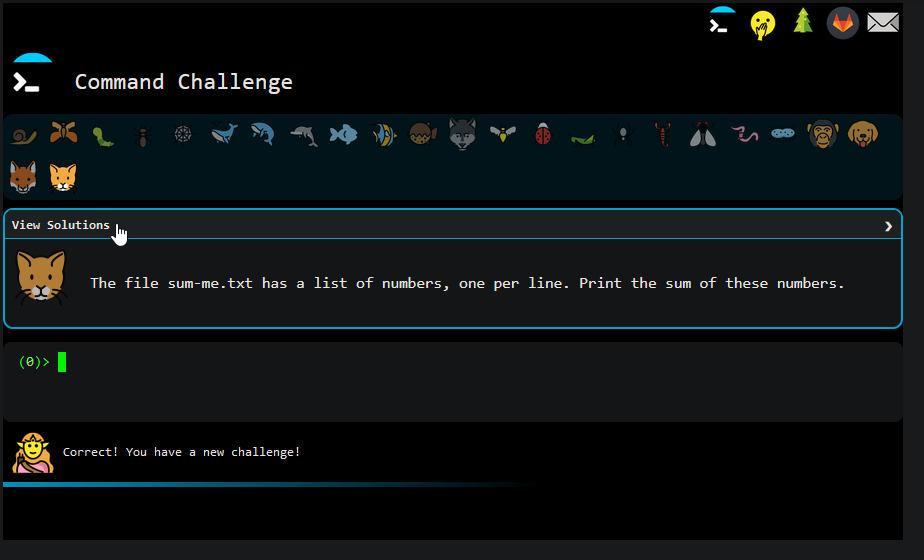 Command Challenge
View Solutions
The file sum-me.txt has a list of numbers, one per line. Print the sum of these numbers.
(0)>
Correct! You have a new challenge!